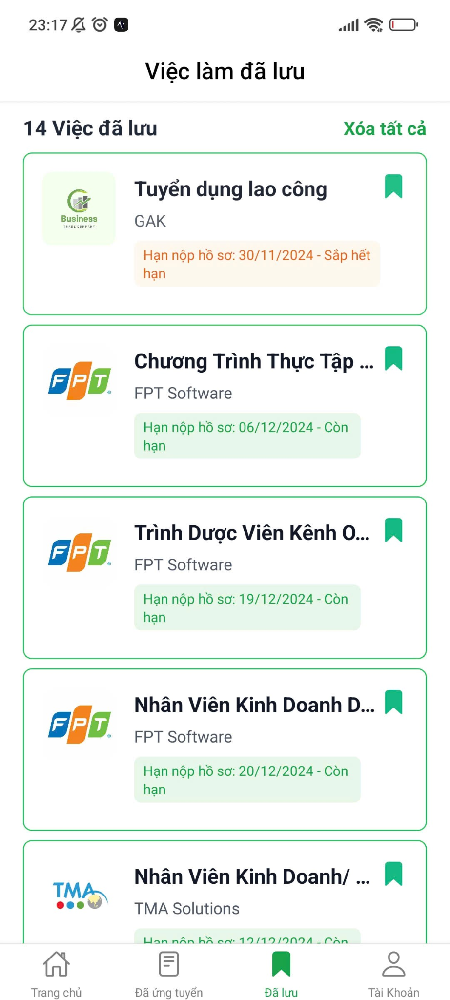 23:17
Việc làm đã lưu
14 Việc đã lưu
Xóa tất cả
Business
TRADE COMPANY
Tuyển dụng lao công
GAK
Hạn nộp hồ sơ: 30/11/2024 - Sắp hết
hạn
FPT
Chương Trình Thực Tập ...
FPT Software
Hạn nộp hồ sơ: 06/12/2024 - Còn
hạn
FPT
Trình Dược Viên Kênh O...
FPT Software
Hạn nộp hồ sơ: 19/12/2024 - Còn
hạn
FPT
Nhân Viên Kinh Doanh D...
FPT Software
Hạn nộp hồ sơ: 20/12/2024 - Còn
hạn
TMA
Nhân Viên Kinh Doanh/ ...
TMA Solutions
Hạn nộp hồ sơ: 12/12/2024 - Còn
Trang chủ
Đã ứng tuyển
Đã lưu
Tài Khoản